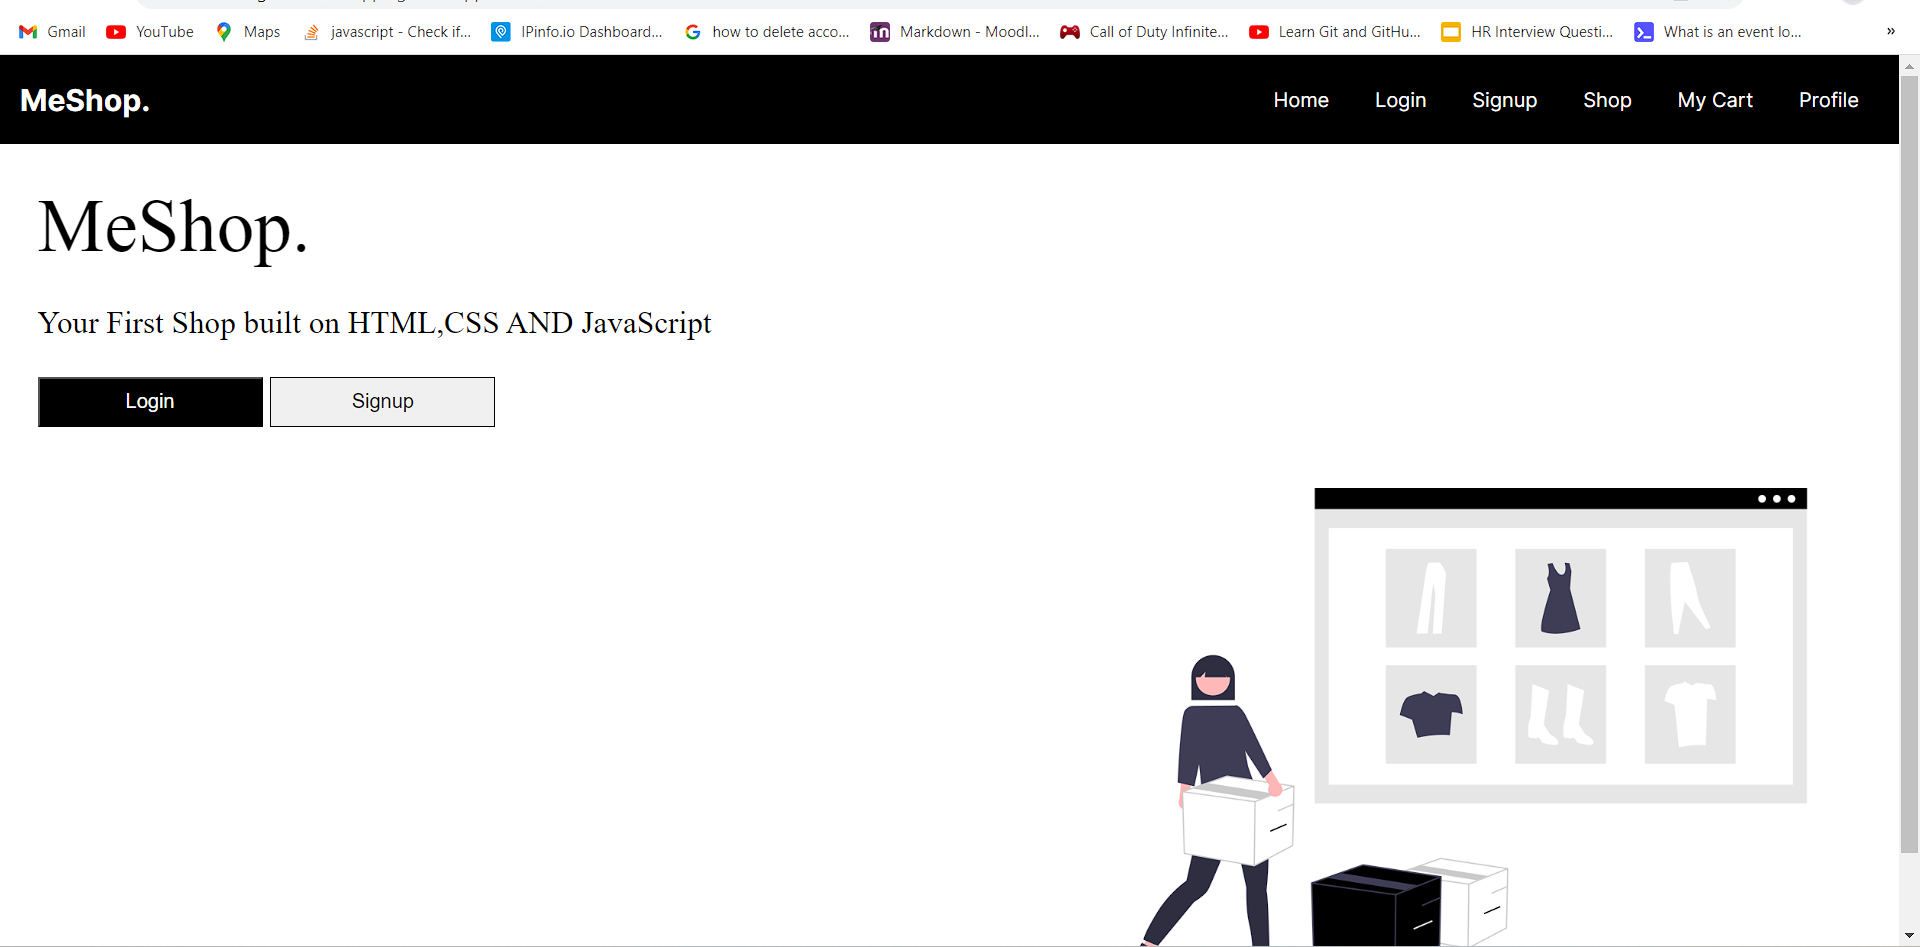 Gmail YouTube Maps javascript - Check if... IPinfo.io Dashboard... how to delete acco... Markdown - Moodl... Call of Duty Infinite... Learn Git and GitHu... HR Interview Questi... What is an event lo... »
MeShop. Home Login Signup Shop My Cart Profile
MeShop.
Your First Shop built on HTML,CSS AND JavaScript
Login Signup